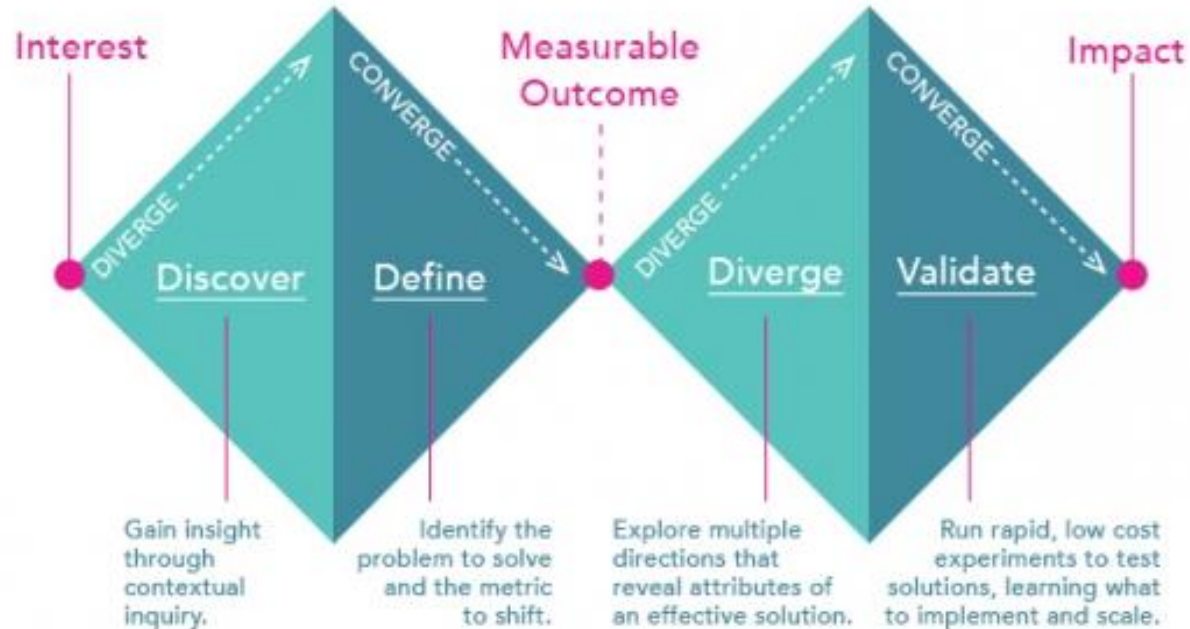 Interest
Measurable
Outcome
Impact
DIVERGE
CONVERGE
DIVERGE
CONVERGE
Discover
Define
Diverge
Validate
Gain insight
through
contextual
inquiry.
Identify the
problem to solve
and the metric
to shift.
Explore multiple
directions that
reveal attributes of
an effective solution.
Run rapid, low cost
experiments to test
solutions, learning what
to implement and scale.